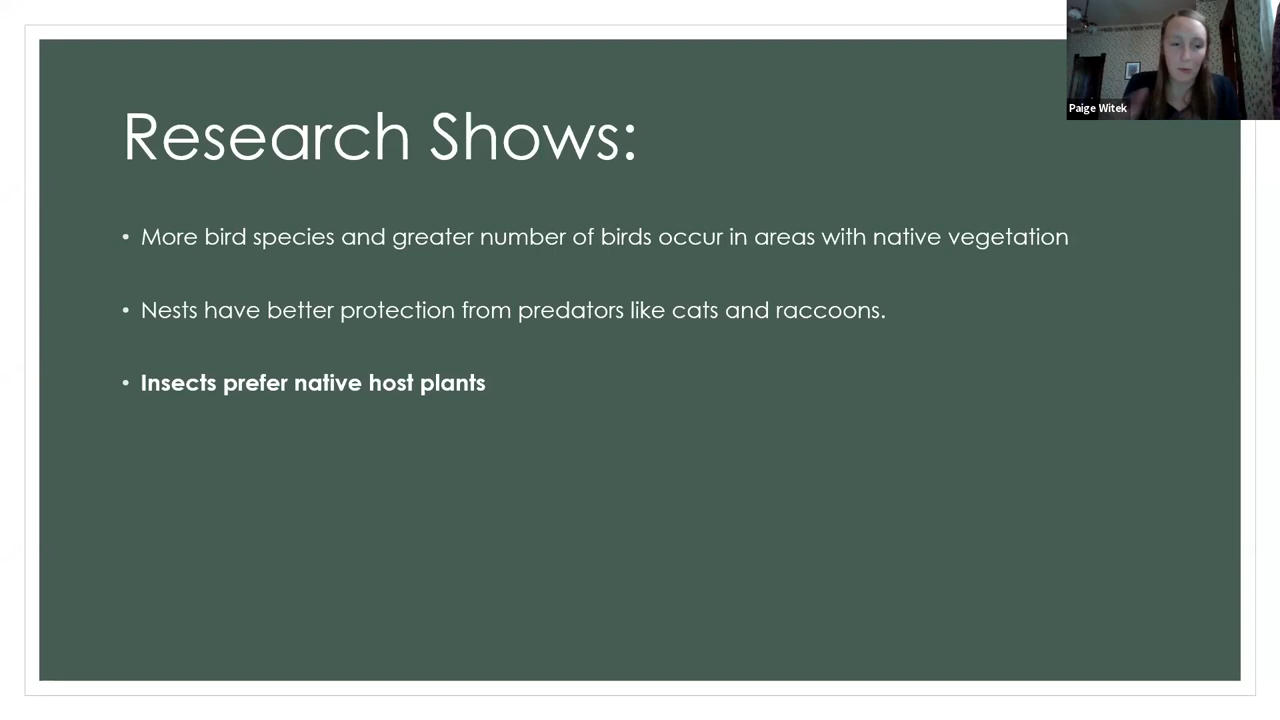 Paige Witek
Research Shows:
• More bird species and greater number of birds occur in areas with native vegetation
• Nests have better protection from predators like cats and raccoons.
• Insects prefer native host plants